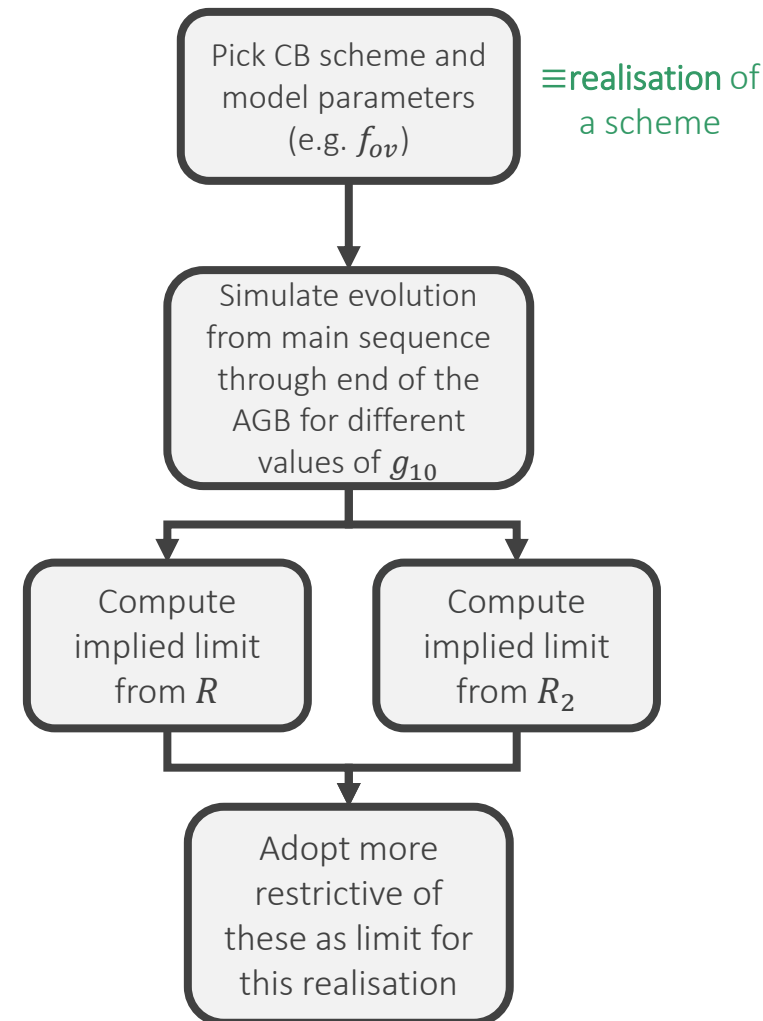 Pick CB scheme and
model parameters
(e.g. f_ov)
≡realisation of
a scheme
Simulate evolution
from main sequence
through end of the
AGB for different
values of g₁₀
Compute
implied limit
from R
Compute
implied limit
from R₂
Adopt more
restrictive of
these as limit for
this realisation